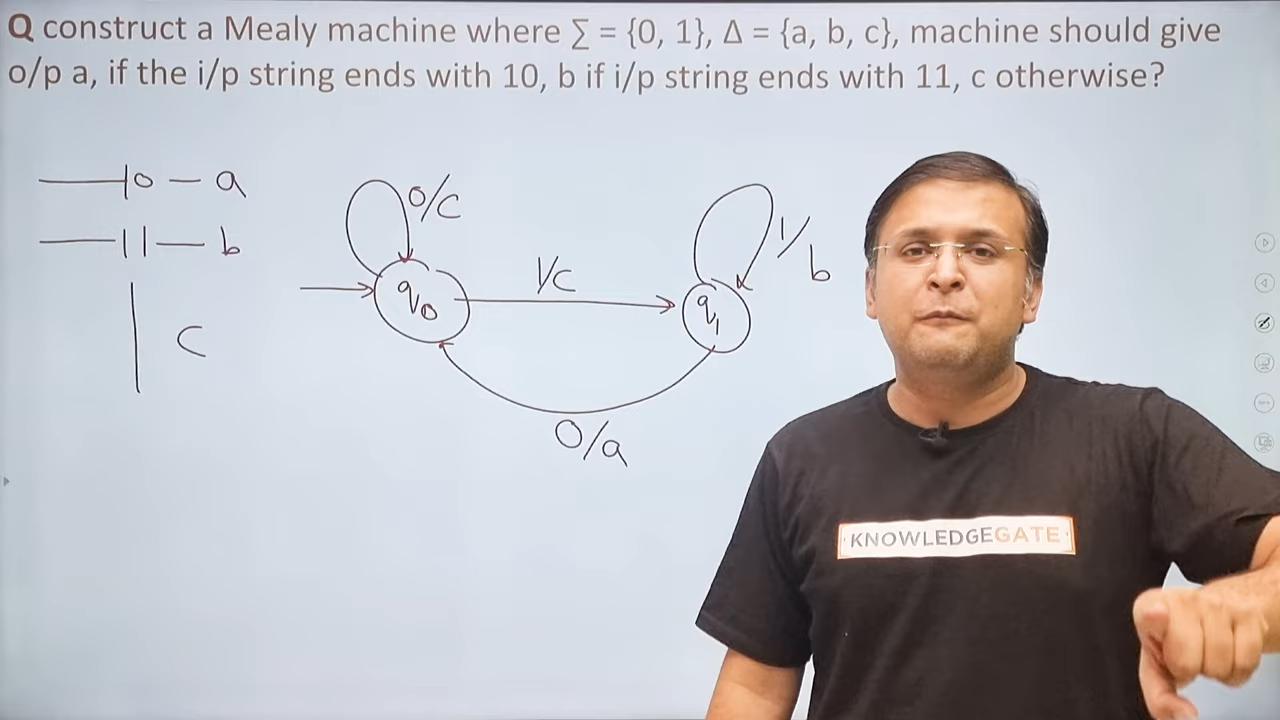 Q construct a Mealy machine where ∑ = {0, 1}, Δ = {a, b, c}, machine should give
o/p a, if the i/p string ends with 10, b if i/p string ends with 11, c otherwise?
10 — a
11 — b
c
0/c
q0
1/c
q1
1/b
0/a
KNOWLEDGEGATE